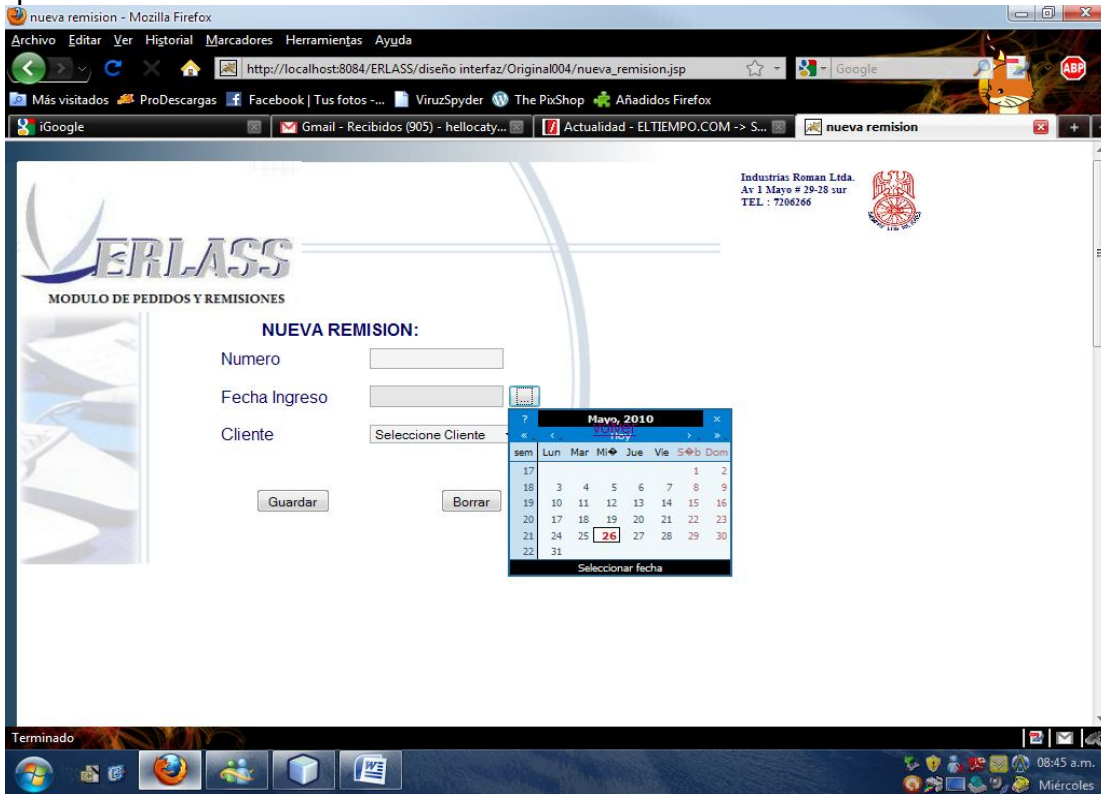 nueva remision - Mozilla Firefox
Archivo Editar Ver Historial Marcadores Herramientas Ayuda
http://localhost:8084/ERLASS/diseño interfaz/Original004/nueva_remision.jsp
Google
ABP
Más visitados ProDescargas Facebook | Tus fotos -... ViruzSpyder The PixShop Añadidos Firefox
iGoogle Gmail - Recibidos (905) - hellocaty... Actualidad - ELTIEMPO.COM -> S... nueva remision
Industrias Roman Ltda.
Av 1 Mayo # 29-28 sur
TEL : 7206266
ERLASS
MODULO DE PEDIDOS Y REMISIONES
NUEVA REMISION:
Numero
Fecha Ingreso ...
Cliente Seleccione Cliente
Guardar Borrar
? Mayo, 2010 ×
« ‹ Hoy › »
Volver
sem Lun Mar Mi� Jue Vie S�b Dom
17 1 2
18 3 4 5 6 7 8 9
19 10 11 12 13 14 15 16
20 17 18 19 20 21 22 23
21 24 25 26 27 28 29 30
22 31
Seleccionar fecha
Terminado
08:45 a.m.
Miércoles